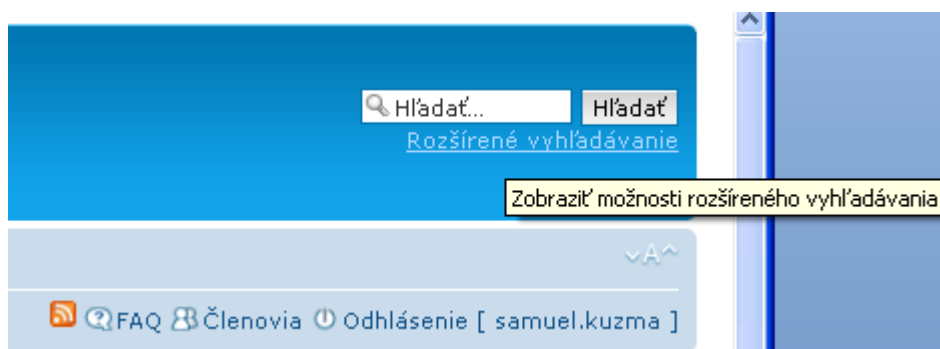 Hľadať... Hľadať
Rozšírené vyhľadávanie
Zobraziť možnosti rozšíreného vyhľadávania
A
FAQ Členovia Odhlásenie [ samuel.kuzma ]